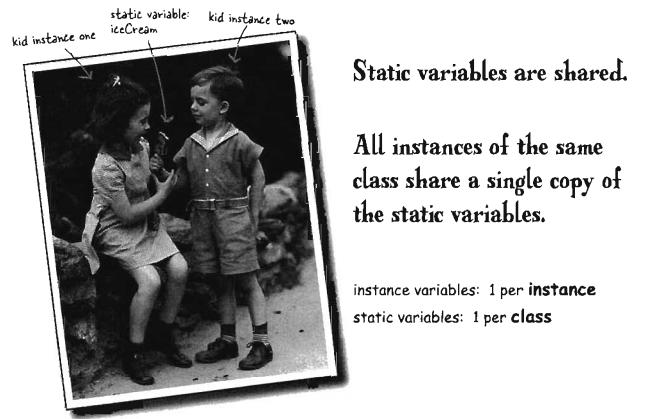 static variable:
iceCream
kid instance two
kid instance one
Static variables are shared.
All instances of the same
class share a single copy of
the static variables.
instance variables: 1 per instance
static variables: 1 per class